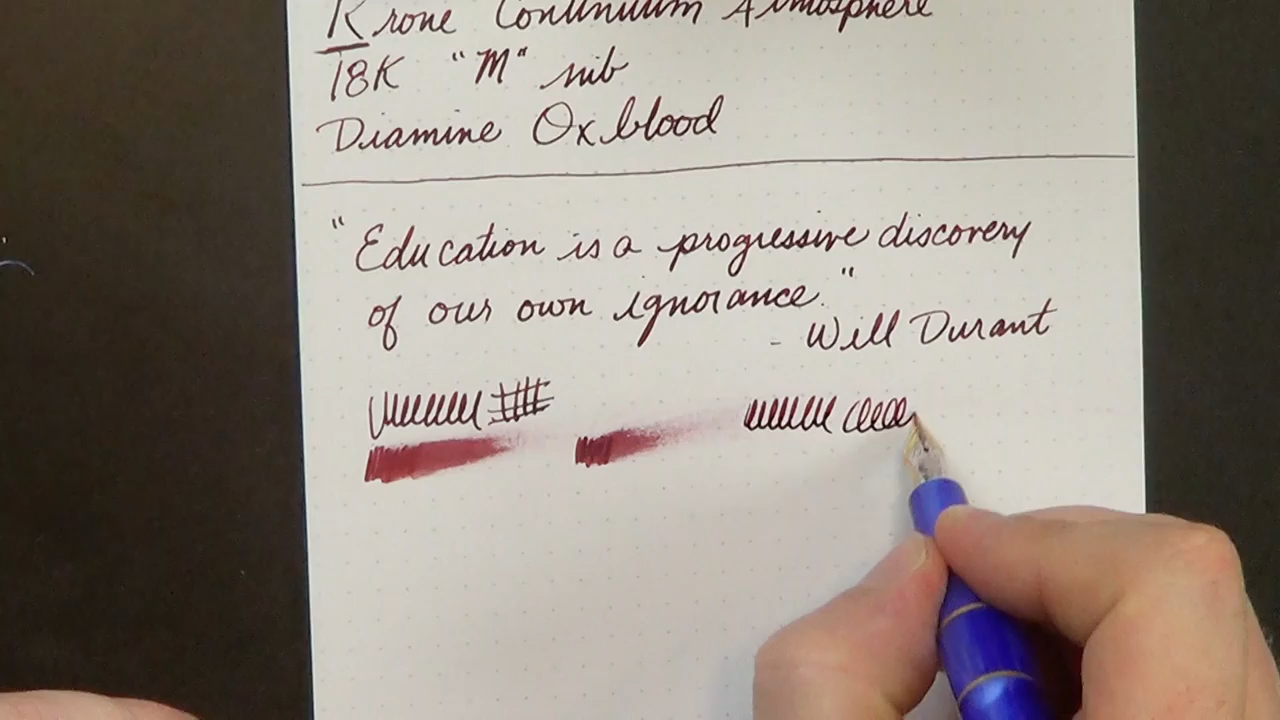 Krone Continuum Atmosphere
18K "M" nib
Diamine Oxblood
"Education is a progressive discovery
of our own ignorance."
- Will Durant